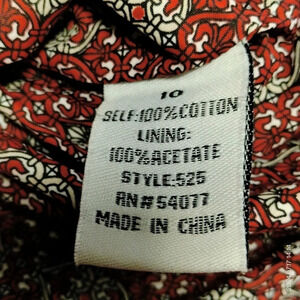 10
SELF:100%COTTON
LINING:
100%ACETATE
STYLE:525
RN#54077
MADE IN CHINA